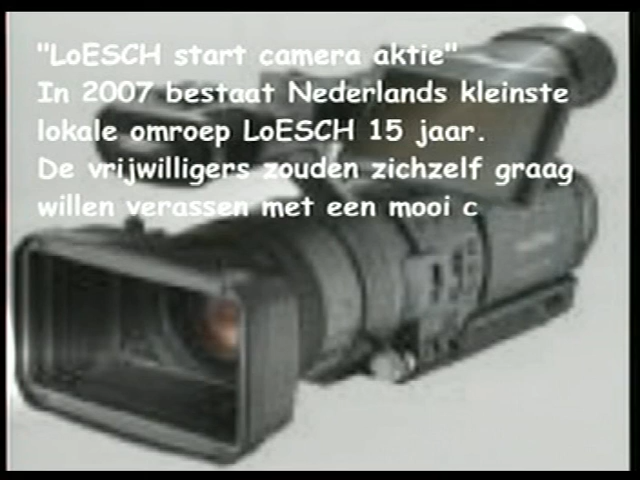 "LoESCH start camera aktie"
In 2007 bestaat Nederlands kleinste
lokale omroep LoESCH 15 jaar.
De vrijwilligers zouden zichzelf graag
willen verassen met een mooi c